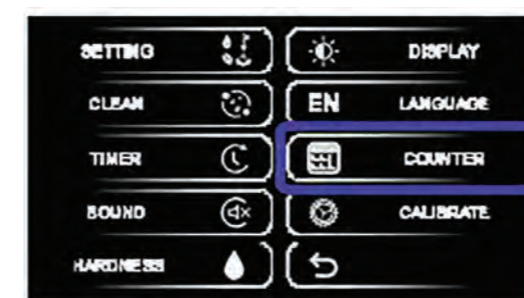 SETTING DISPLAY
CLEAN EN LANGUAGE
TIMER COUNTER
SOUND CALIBRATE
HARDNESS